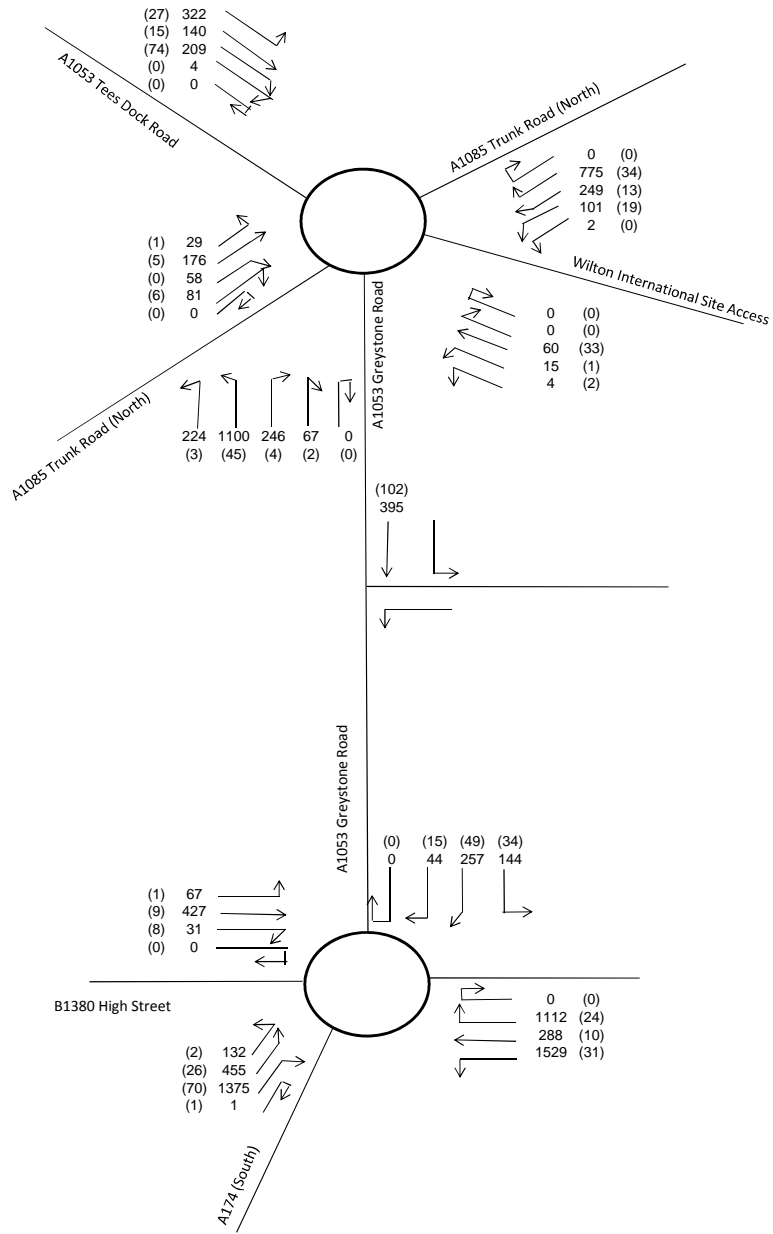 (27) 322
(15) 140
(74) 209
(0) 4
(0) 0
A1053 Tees Dock Road
A1085 Trunk Road (North)
0 (0)
775 (34)
249 (13)
101 (19)
2 (0)
(1) 29
(5) 176
(0) 58
(6) 81
(0) 0
Wilton International Site Access
0 (0)
0 (0)
60 (33)
15 (1)
4 (2)
A1053 Greystone Road
A1085 Trunk Road (North)
224 1100 246 67 0
(3) (45) (4) (2) (0)
(102)
395
A1053 Greystone Road
(0) (15) (49) (34)
0 44 257 144
(1) 67
(9) 427
(8) 31
(0) 0
B1380 High Street
0 (0)
1112 (24)
288 (10)
1529 (31)
(2) 132
(26) 455
(70) 1375
(1) 1
A174 (South)